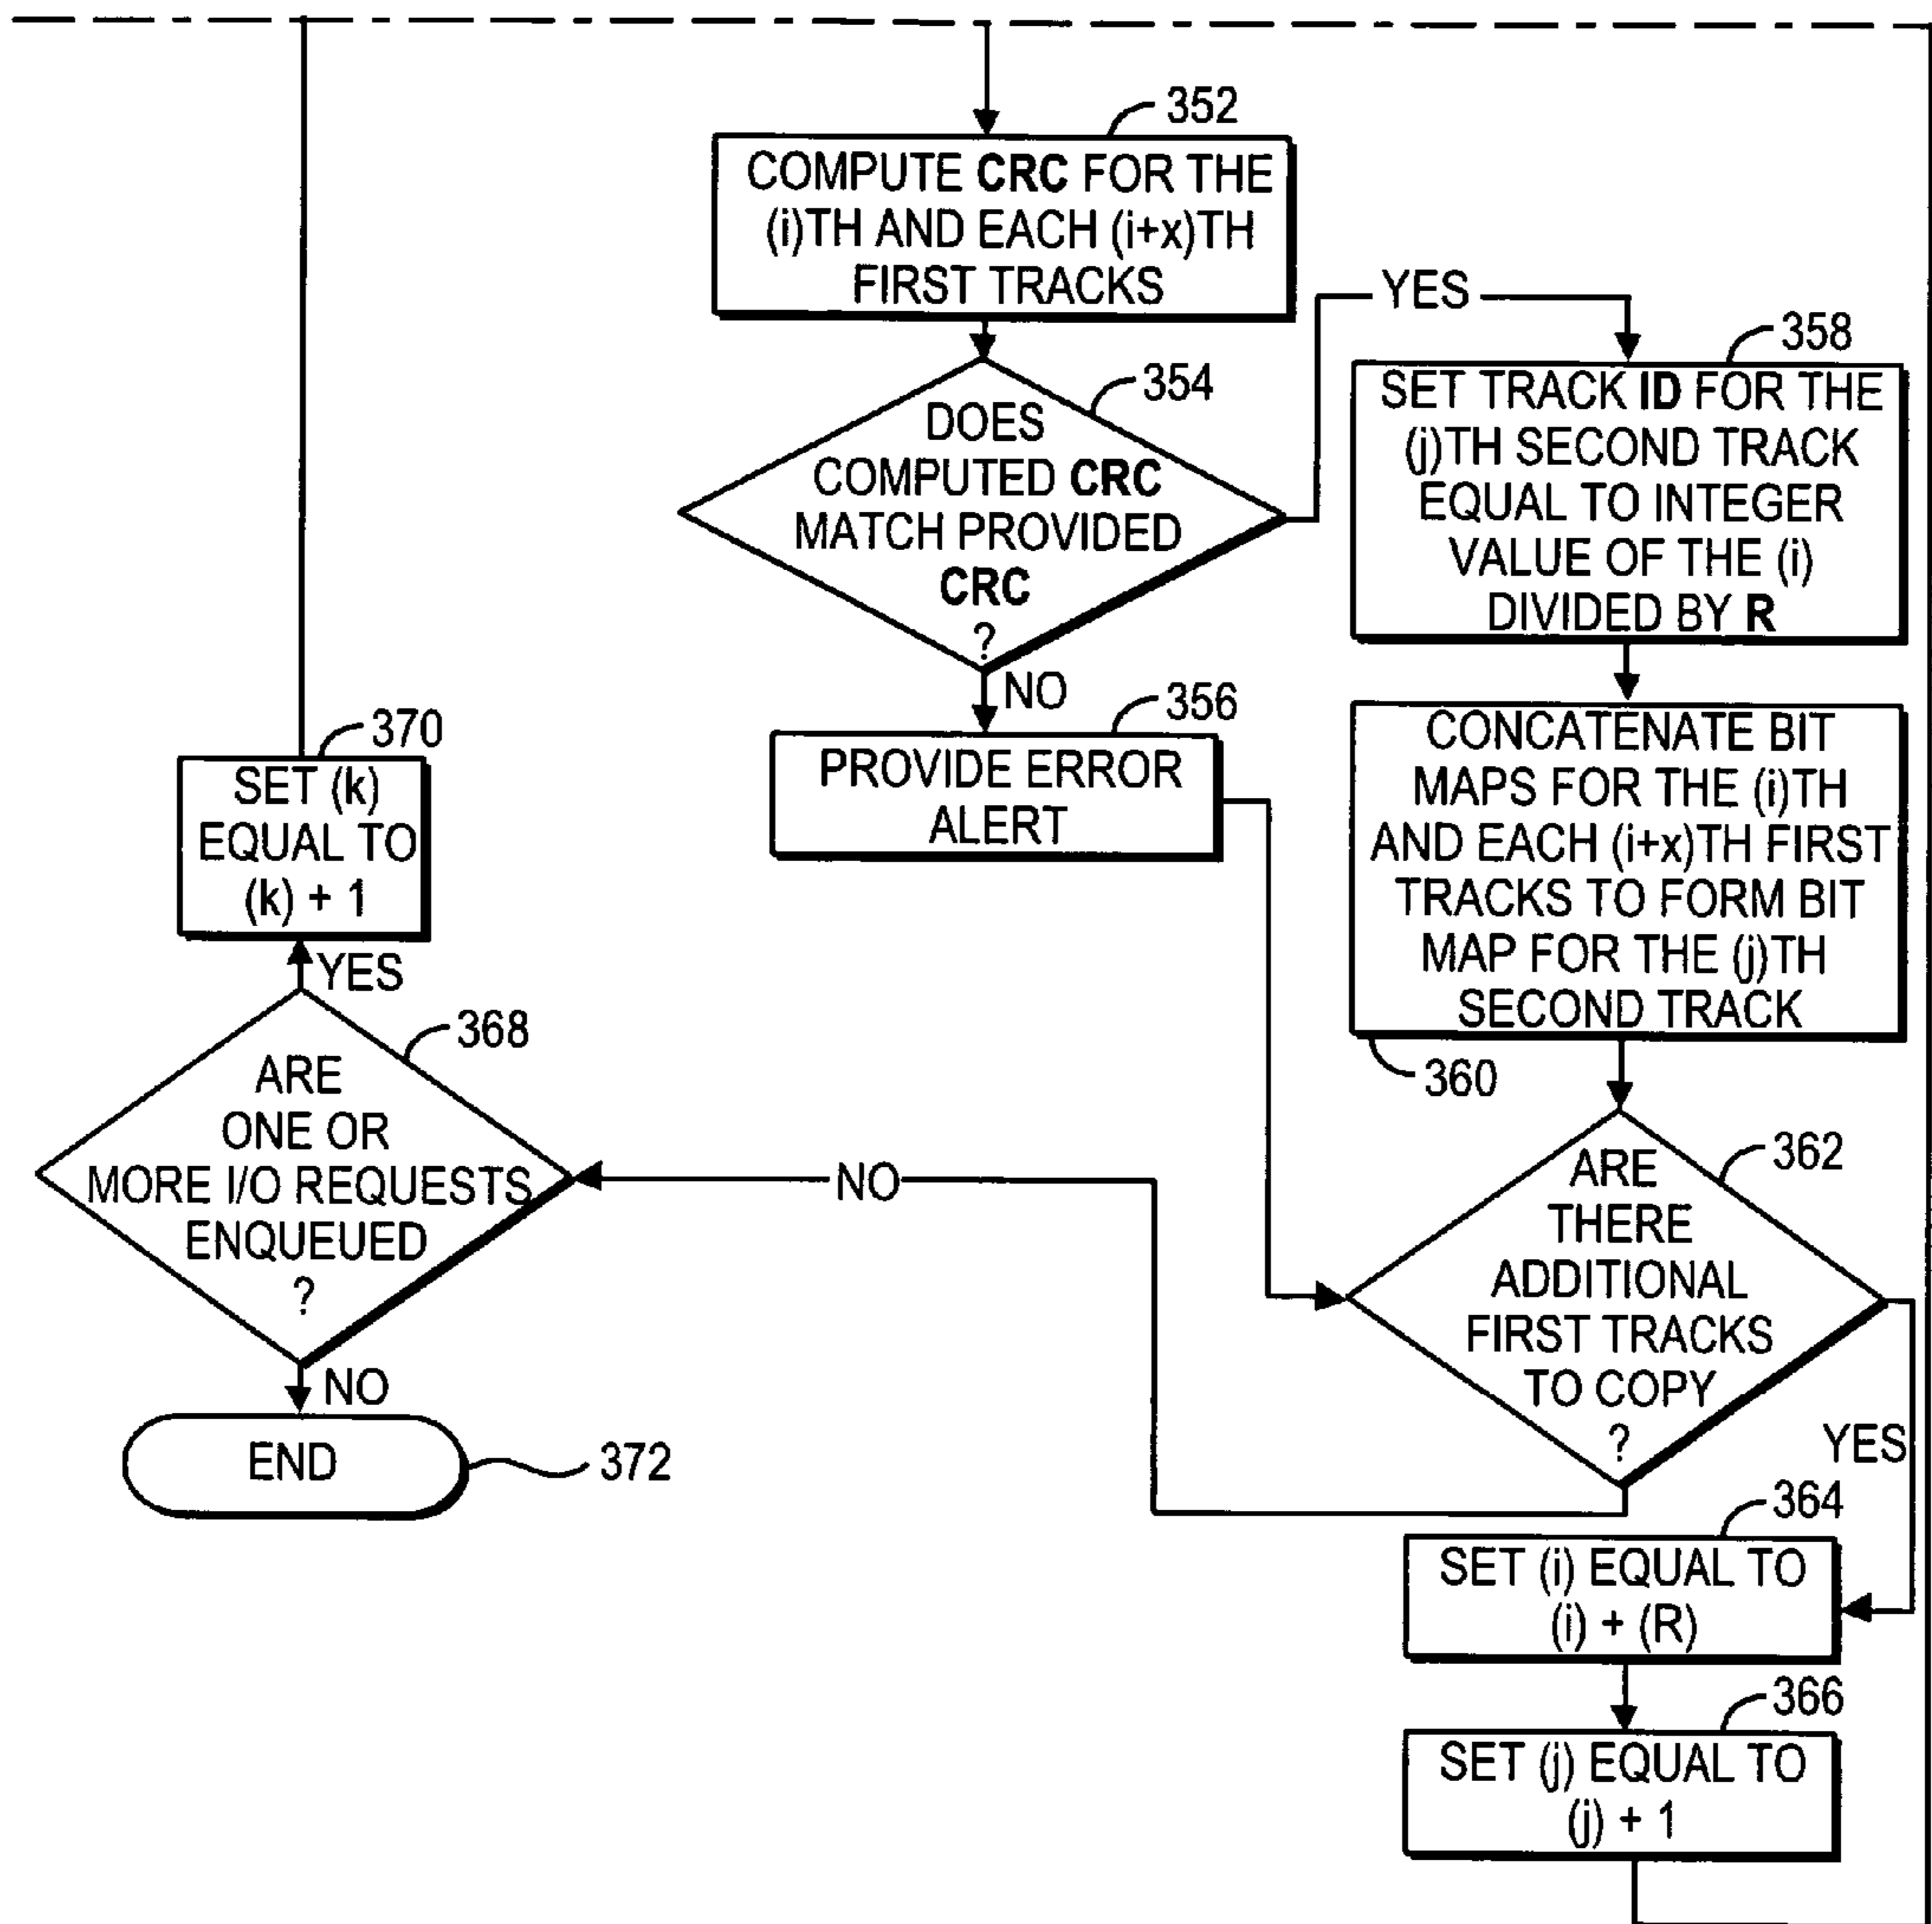 352
COMPUTE CRC FOR THE
(i)TH AND EACH (i+x)TH
FIRST TRACKS
354
DOES
COMPUTED CRC
MATCH PROVIDED
CRC
?
YES
NO
356
PROVIDE ERROR
ALERT
358
SET TRACK ID FOR THE
(j)TH SECOND TRACK
EQUAL TO INTEGER
VALUE OF THE (i)
DIVIDED BY R
CONCATENATE BIT
MAPS FOR THE (i)TH
AND EACH (i+x)TH FIRST
TRACKS TO FORM BIT
MAP FOR THE (j)TH
SECOND TRACK
360
362
ARE
THERE
ADDITIONAL
FIRST TRACKS
TO COPY
?
YES
NO
364
SET (i) EQUAL TO
(i) + (R)
366
SET (j) EQUAL TO
(j) + 1
368
ARE
ONE OR
MORE I/O REQUESTS
ENQUEUED
?
YES
370
SET (k)
EQUAL TO
(k) + 1
NO
END
372